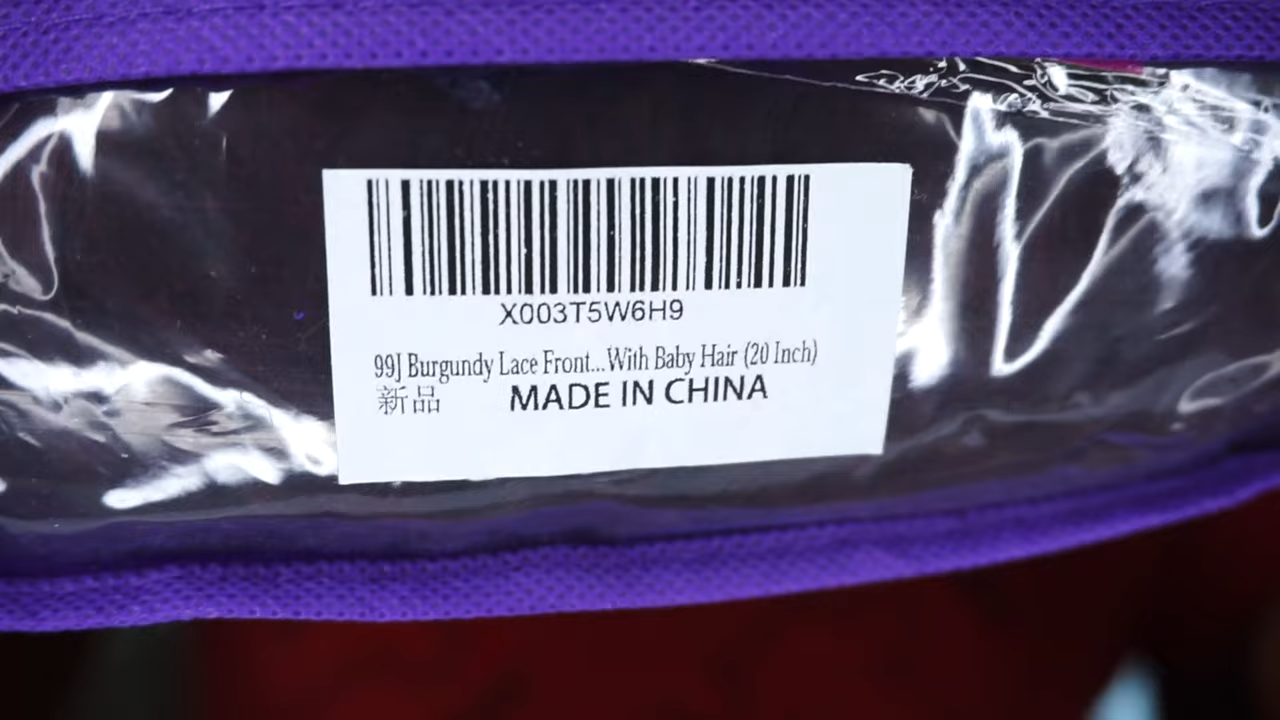 X003T5W6H9
99J Burgundy Lace Front...With Baby Hair (20 Inch)
新品 MADE IN CHINA